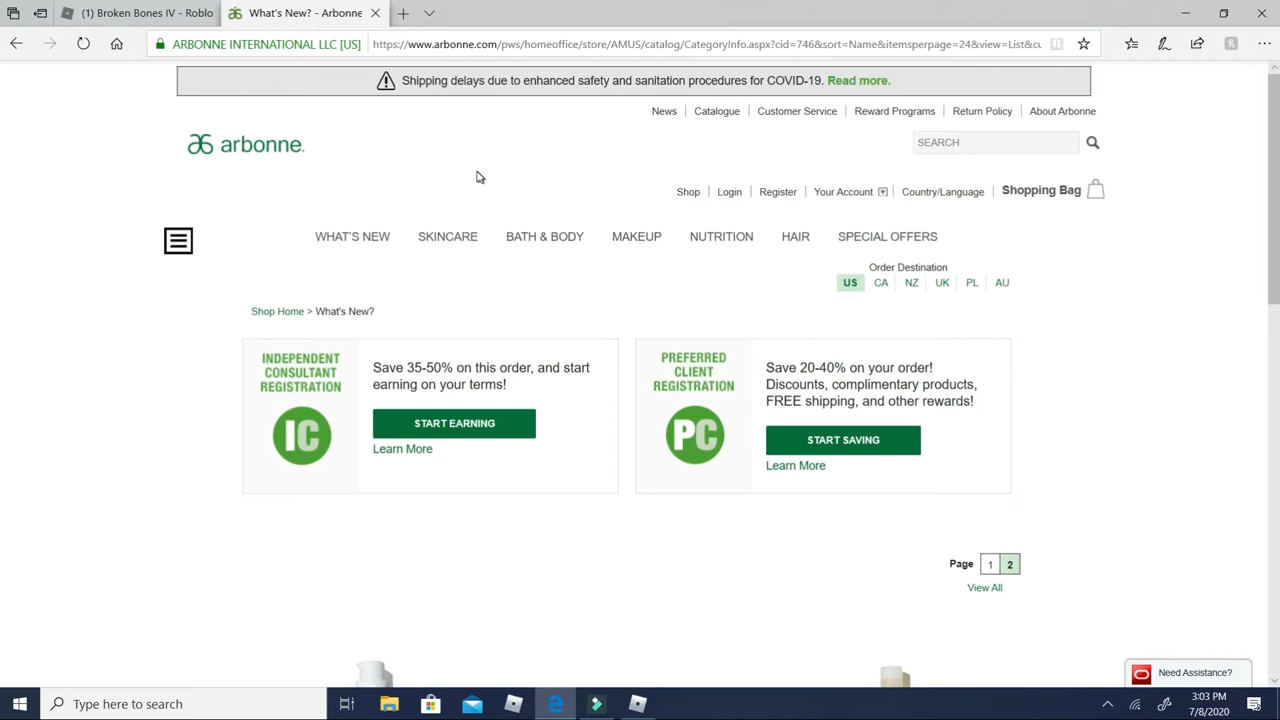 (1) Broken Bones IV - Roblo
What's New? - Arbonne
ARBONNE INTERNATIONAL LLC [US]
https://www.arbonne.com/pws/homeoffice/store/AMUS/catalog/CategoryInfo.aspx?cid=746&sort=Name&itemsperpage=24&view=List&cu
Shipping delays due to enhanced safety and sanitation procedures for COVID-19. Read more.
News Catalogue Customer Service Reward Programs Return Policy About Arbonne
arbonne.
SEARCH
Shop Login Register Your Account Country/Language Shopping Bag
WHAT'S NEW SKINCARE BATH & BODY MAKEUP NUTRITION HAIR SPECIAL OFFERS
Order Destination
US CA NZ UK PL AU
Shop Home > What's New?
INDEPENDENT
CONSULTANT
REGISTRATION
IC
Save 35-50% on this order, and start
earning on your terms!
START EARNING
Learn More
PREFERRED
CLIENT
REGISTRATION
PC
Save 20-40% on your order!
Discounts, complimentary products,
FREE shipping, and other rewards!
START SAVING
Learn More
Page 1 2
View All
Need Assistance?
Type here to search
3:03 PM
7/8/2020